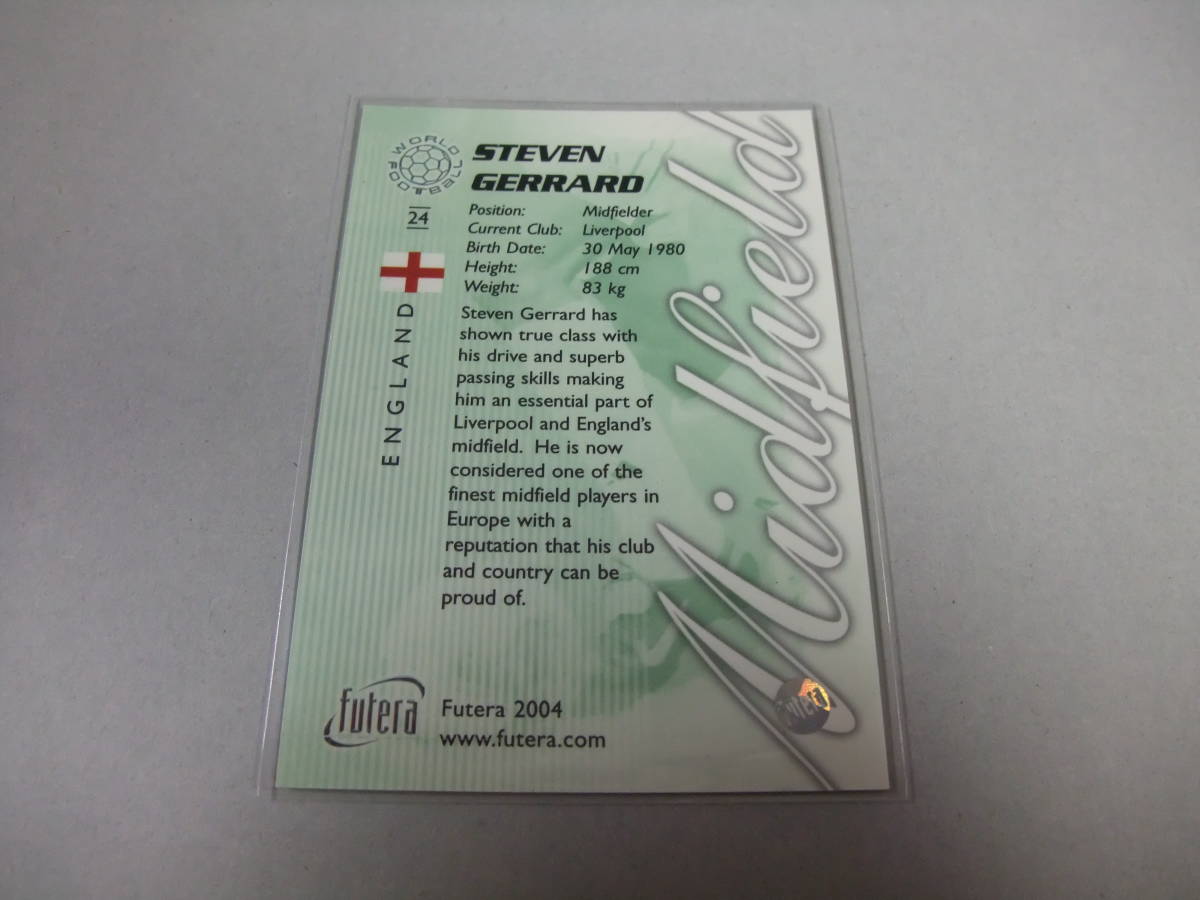 WORLD FOOTBALL
STEVEN
GERRARD
24
Position: Midfielder
Current Club: Liverpool
Birth Date: 30 May 1980
Height: 188 cm
Weight: 83 kg
ENGLAND
Steven Gerrard has
shown true class with
his drive and superb
passing skills making
him an essential part of
Liverpool and England's
midfield. He is now
considered one of the
finest midfield players in
Europe with a
reputation that his club
and country can be
proud of.
Midfield
futera
Futera 2004
www.futera.com
futera